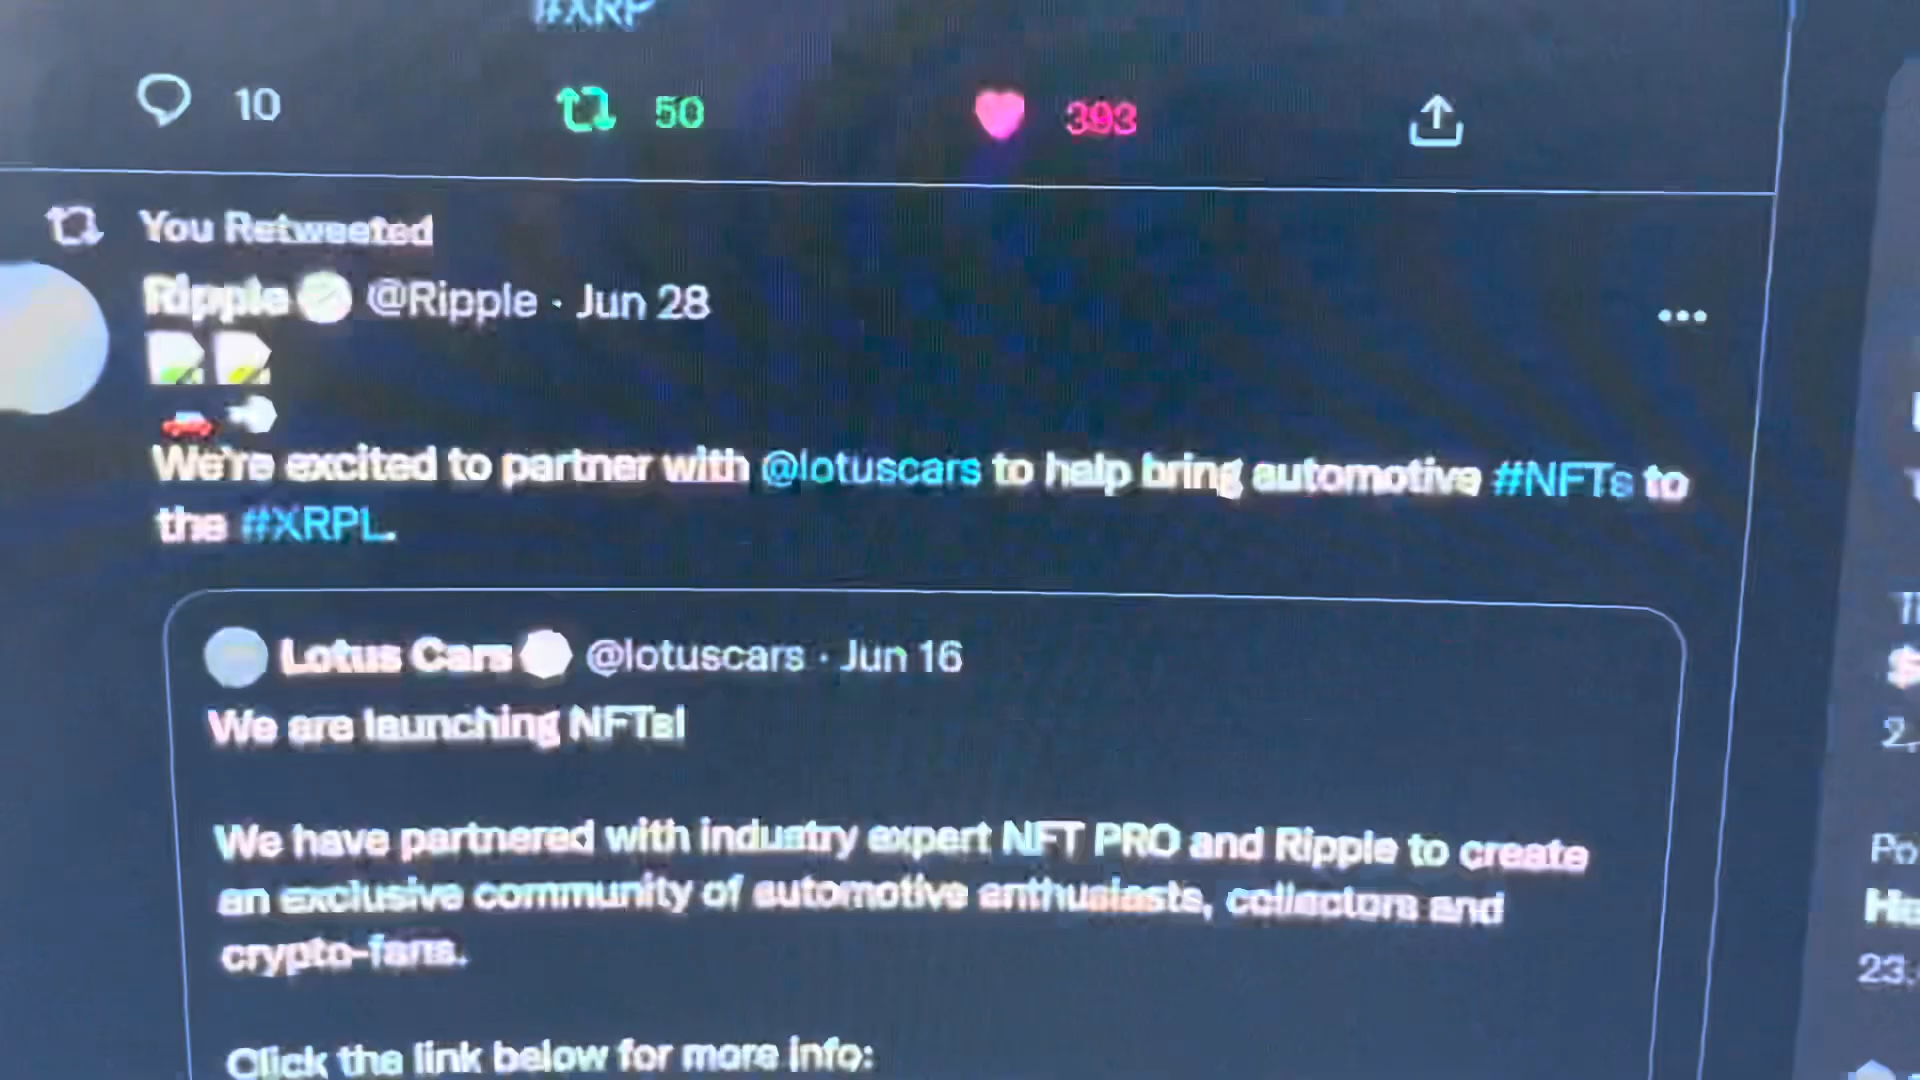 #XRP
10 50 393
You Retweeted
Ripple @Ripple · Jun 28
We're excited to partner with @lotuscars to help bring automotive #NFTs to
the #XRPL.
Lotus Cars @lotuscars · Jun 16
We are launching NFTs!
We have partnered with industry expert NFT PRO and Ripple to create
an exclusive community of automotive enthusiasts, collectors and
crypto-fans.
Click the link below for more info: